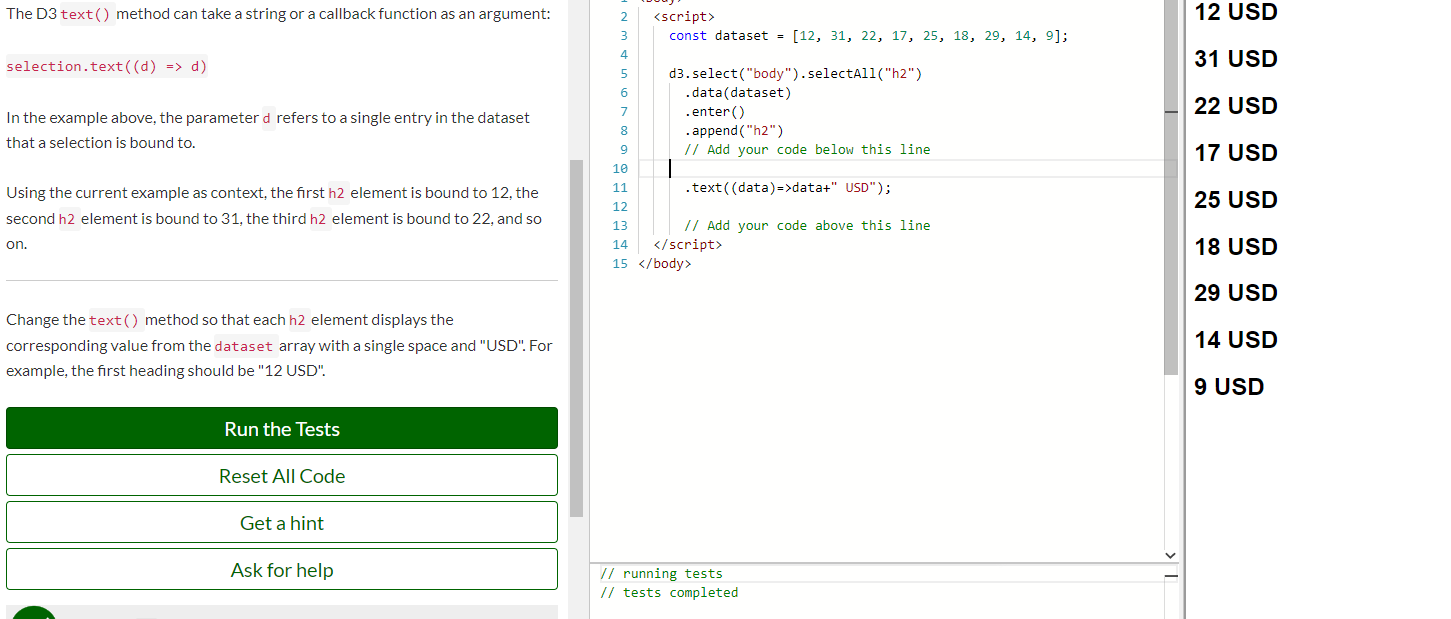 The D3 text() method can take a string or a callback function as an argument:
selection.text((d) => d)
In the example above, the parameter d refers to a single entry in the dataset
that a selection is bound to.
Using the current example as context, the first h2 element is bound to 12, the
second h2 element is bound to 31, the third h2 element is bound to 22, and so
on.
Change the text() method so that each h2 element displays the
corresponding value from the dataset array with a single space and "USD". For
example, the first heading should be "12 USD".
Run the Tests
Reset All Code
Get a hint
Ask for help
1 <body>
2 <script>
3 const dataset = [12, 31, 22, 17, 25, 18, 29, 14, 9];
4
5 d3.select("body").selectAll("h2")
6 .data(dataset)
7 .enter()
8 .append("h2")
9 // Add your code below this line
10
11 .text((data)=>data+" USD");
12
13 // Add your code above this line
14 </script>
15 </body>
// running tests
// tests completed
12 USD
31 USD
22 USD
17 USD
25 USD
18 USD
29 USD
14 USD
9 USD